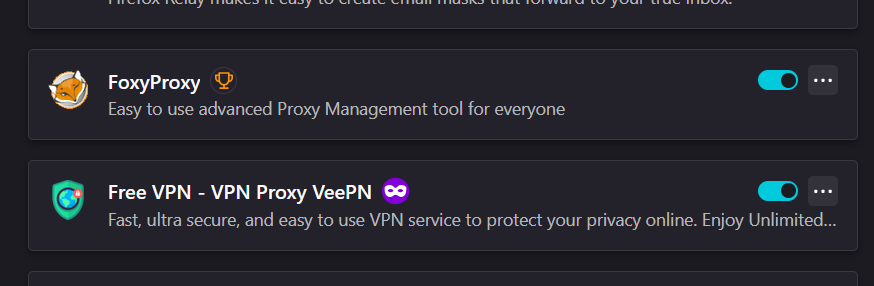 Firefox Relay makes it easy to create email masks that forward to your true inbox.
FoxyProxy
Easy to use advanced Proxy Management tool for everyone
Free VPN - VPN Proxy VeePN
Fast, ultra secure, and easy to use VPN service to protect your privacy online. Enjoy Unlimited...